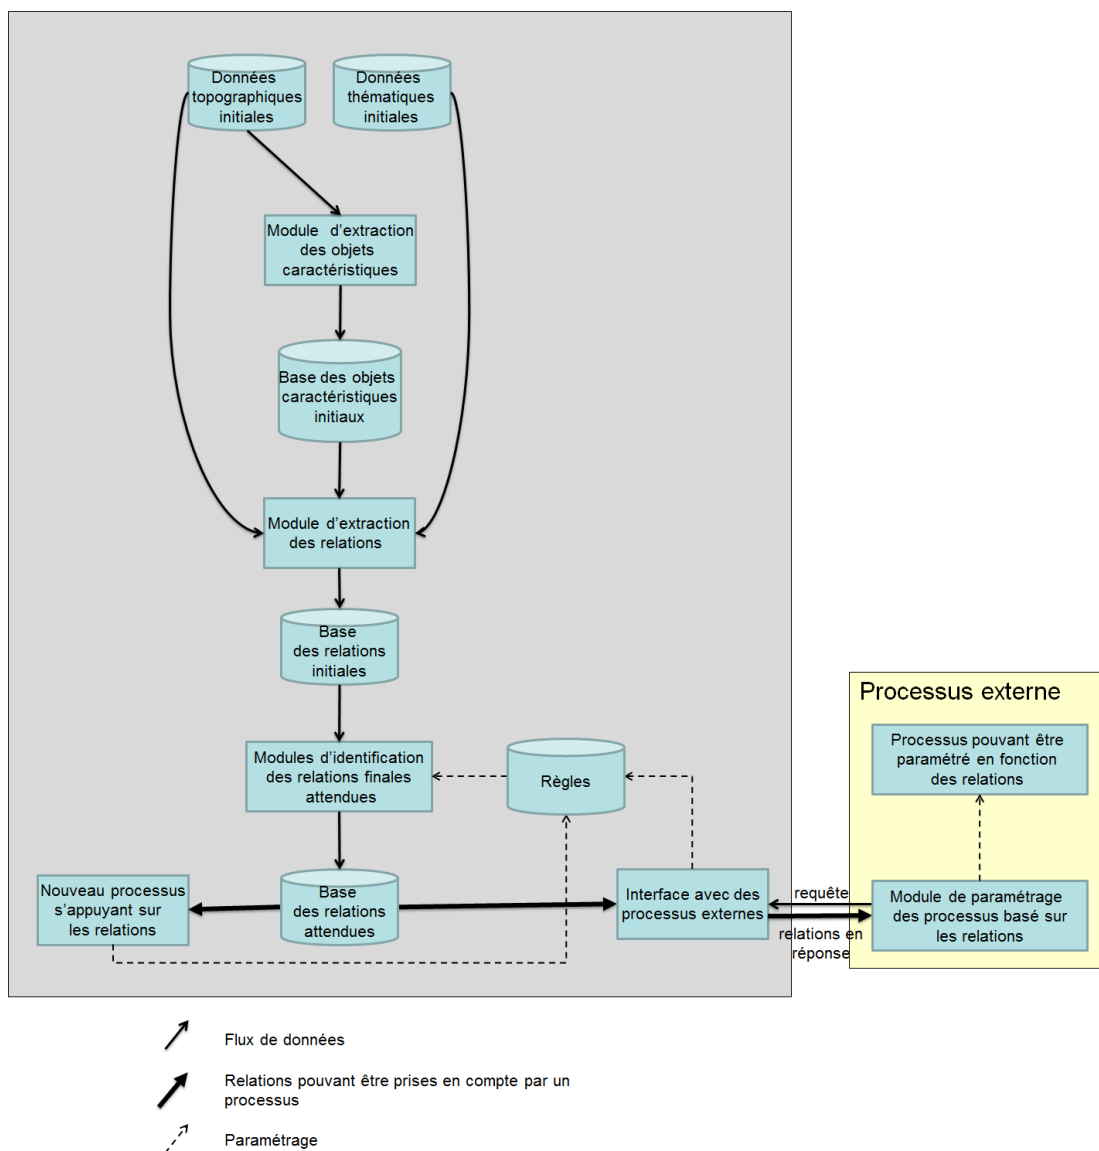 Données
topographiques
initiales
Données
thématiques
initiales
Module d’extraction
des objets
caractéristiques
Base des objets
caractéristiques
initiaux
Module d’extraction
des relations
Base
des relations
initiales
Modules d’identification
des relations finales
attendues
Règles
Processus externe
Processus pouvant être
paramétré en fonction
des relations
Nouveau processus
s’appuyant sur
les relations
Base
des relations
attendues
Interface avec des
processus externes
requête
relations en
réponse
Module de paramétrage
des processus basé sur
les relations
Flux de données
Relations pouvant être prises en compte par un
processus
Paramétrage